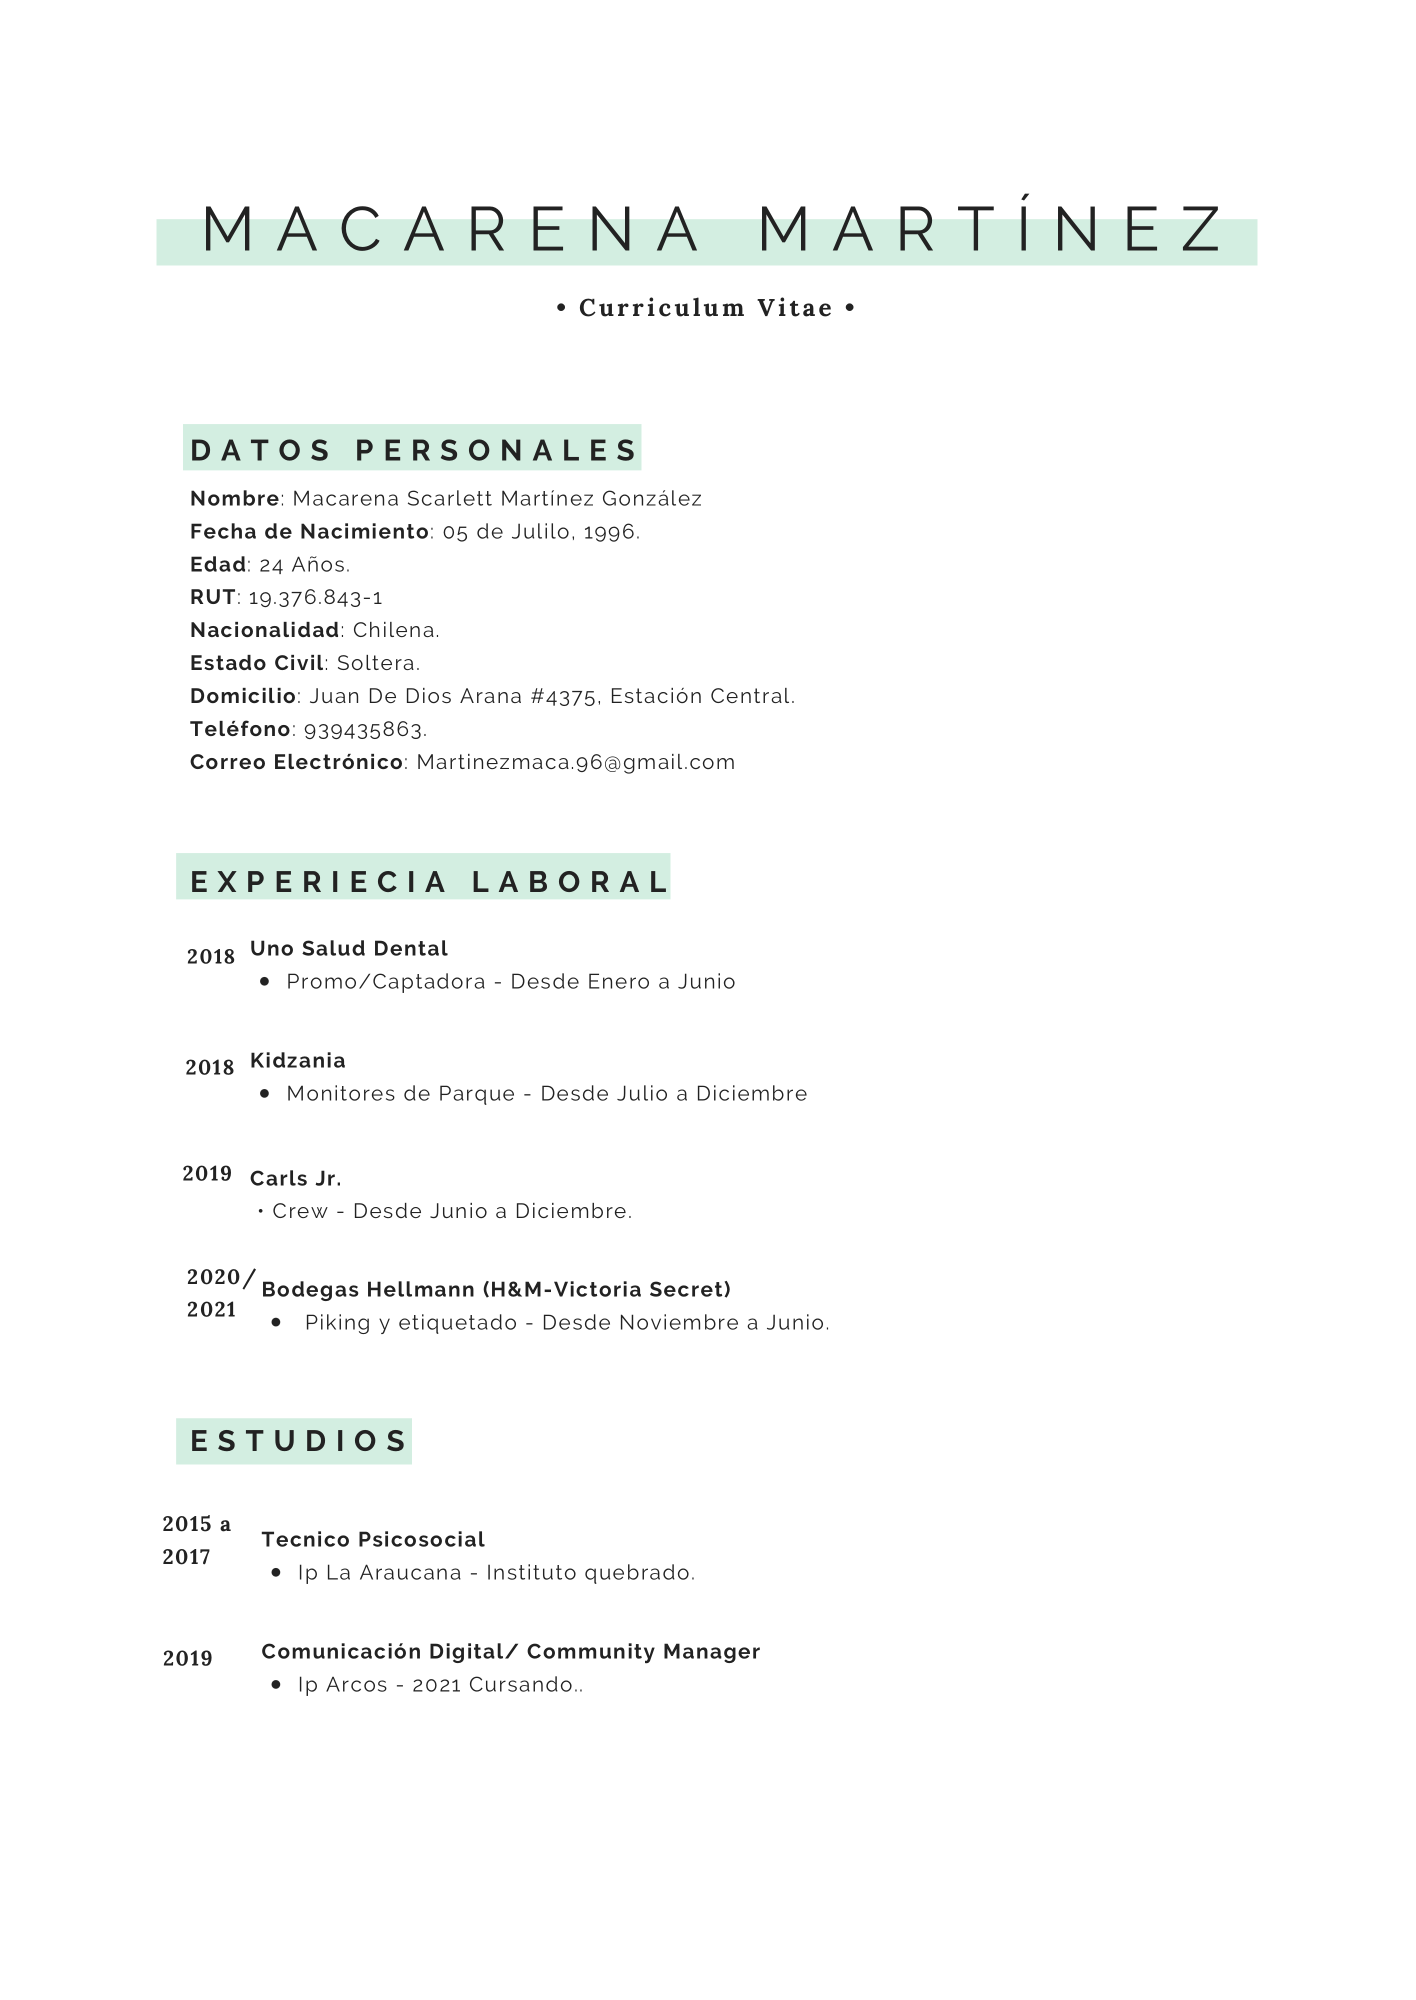 MACARENA MARTÍNEZ
• Curriculum Vitae •
DATOS PERSONALES
Nombre: Macarena Scarlett Martínez González
Fecha de Nacimiento: 05 de Julilo, 1996.
Edad: 24 Años.
RUT: 19.376.843-1
Nacionalidad: Chilena.
Estado Civil: Soltera.
Domicilio: Juan De Dios Arana #4375, Estación Central.
Teléfono: 939435863.
Correo Electrónico: Martinezmaca.96@gmail.com
EXPERIECIA LABORAL
2018 Uno Salud Dental
• Promo/Captadora - Desde Enero a Junio
2018 Kidzania
• Monitores de Parque - Desde Julio a Diciembre
2019 Carls Jr.
• Crew - Desde Junio a Diciembre.
2020/ Bodegas Hellmann (H&M-Victoria Secret)
2021 • Piking y etiquetado - Desde Noviembre a Junio.
ESTUDIOS
2015 a Tecnico Psicosocial
2017 • Ip La Araucana - Instituto quebrado.
2019 Comunicación Digital/ Community Manager
• Ip Arcos - 2021 Cursando..